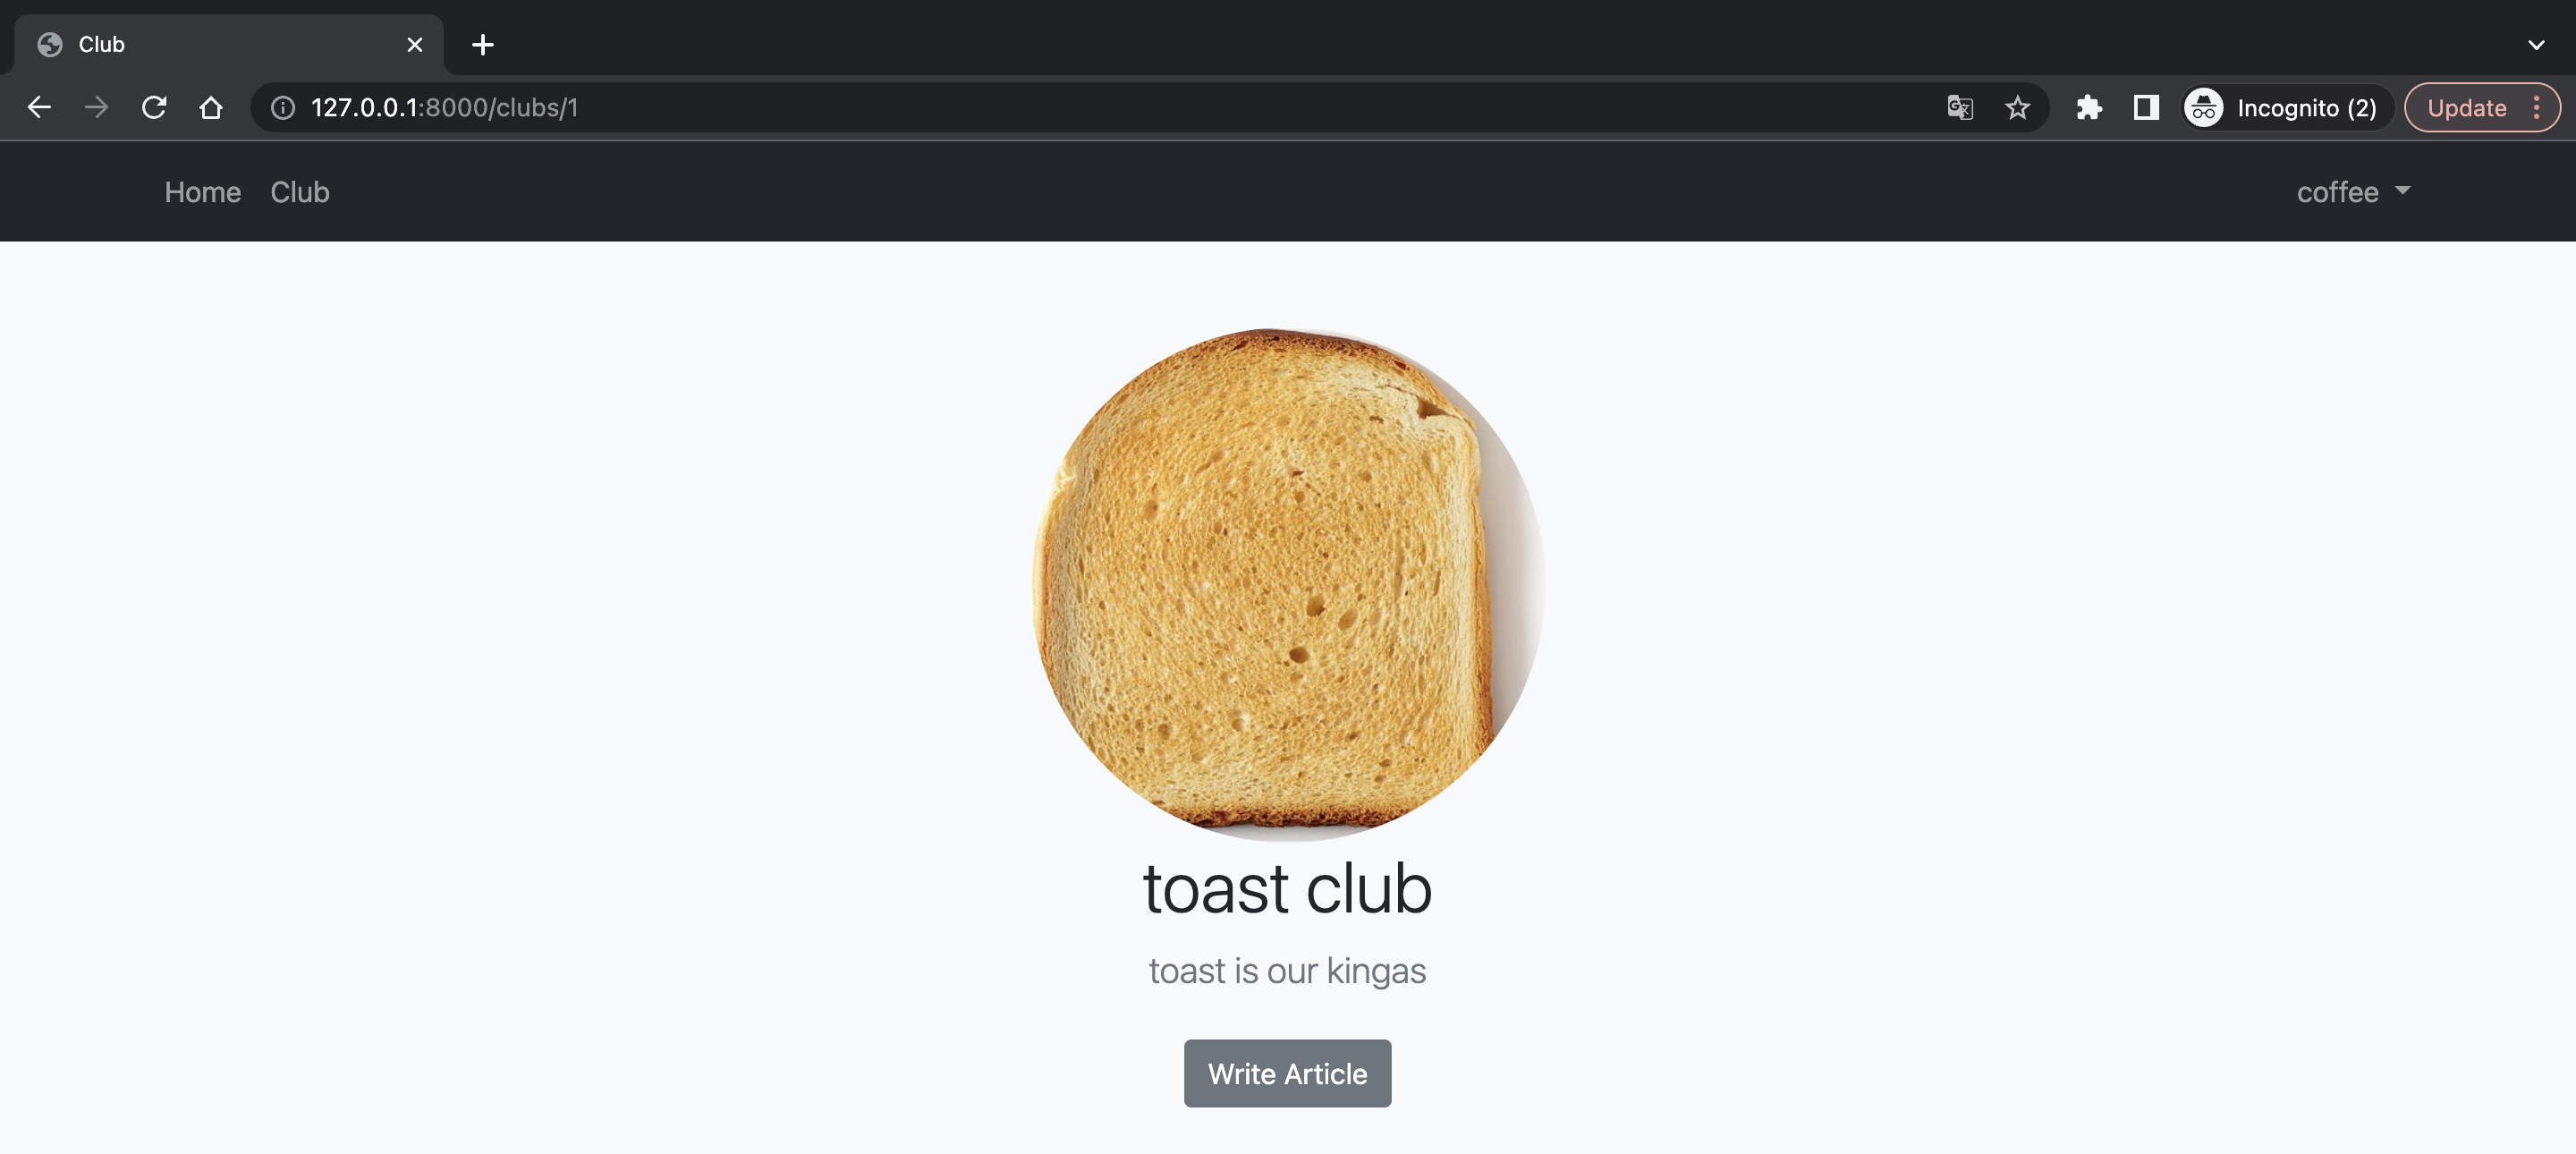 Club
127.0.0.1:8000/clubs/1
Incognito (2)
Update
Home Club
coffee
toast club
toast is our kingas
Write Article